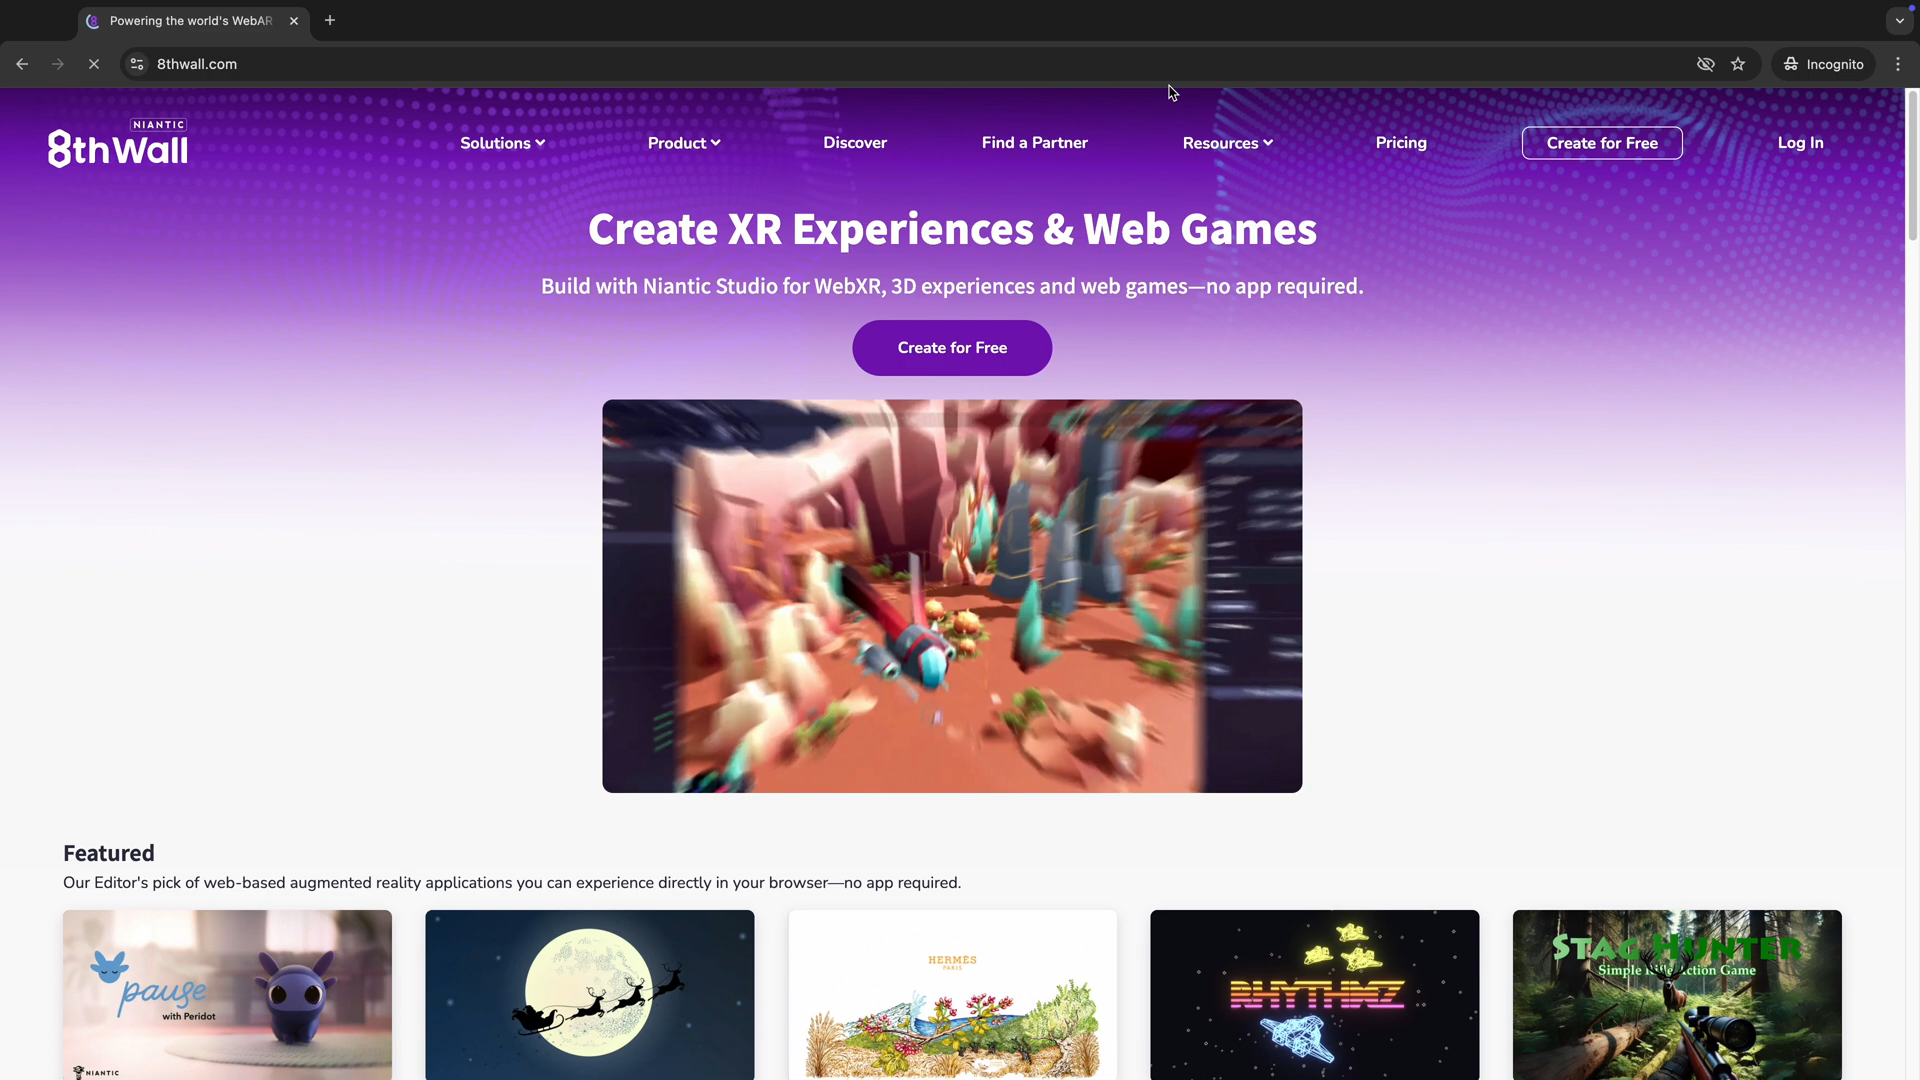 Powering the world's WebAR
8thwall.com
Incognito
NIANTIC
8thWall
Solutions
Product
Discover
Find a Partner
Resources
Pricing
Create for Free
Log In
Create XR Experiences & Web Games
Build with Niantic Studio for WebXR, 3D experiences and web games—no app required.
Create for Free
Featured
Our Editor's pick of web-based augmented reality applications you can experience directly in your browser—no app required.
pause
with Peridot
NIANTIC
HERMÈS
PARIS
RHYTHMZ
STAG HUNTER
Simple Rifle Action Game